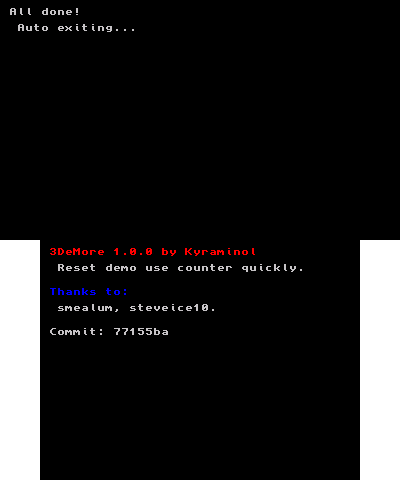 All done!
Auto exiting...
3DeMore 1.0.0 by Kyraminol
Reset demo use counter quickly.
Thanks to:
smealum, steveice10.
Commit: 77155ba